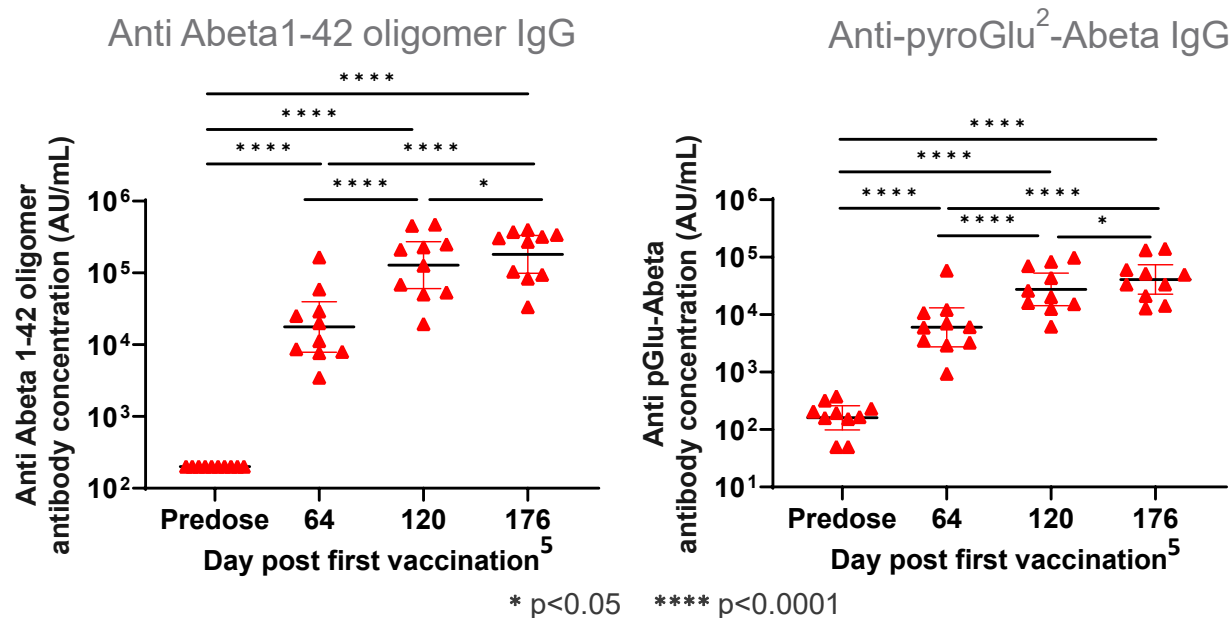 Anti Abeta1-42 oligomer IgG
****
****
**** ****
**** *
Anti Abeta 1-42 oligomer
antibody concentration (AU/mL)
10⁶
10⁵
10⁴
10³
10²
Predose 64 120 176
Day post first vaccination⁵
Anti-pyroGlu²-Abeta IgG
****
****
**** ****
**** *
Anti pGlu-Abeta
antibody concentration (AU/mL)
10⁶
10⁵
10⁴
10³
10²
10¹
Predose 64 120 176
Day post first vaccination⁵
* p<0.05 **** p<0.0001